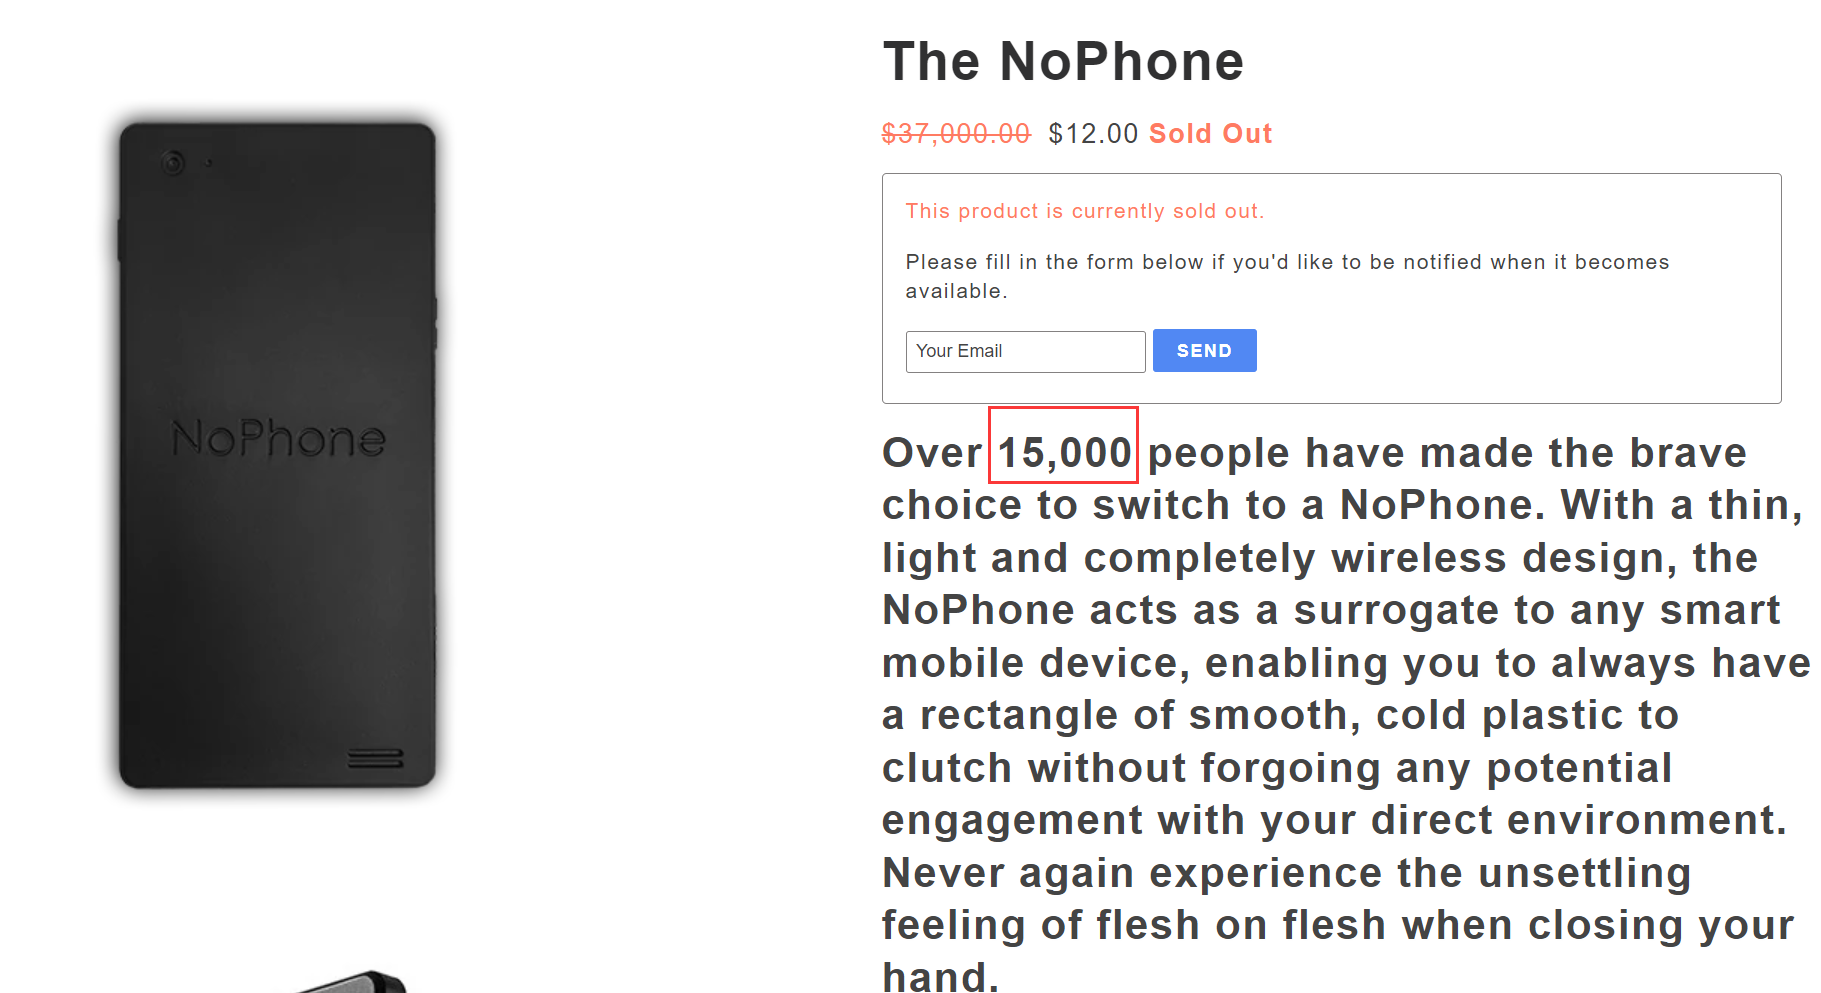 The NoPhone
$37,000.00 $12.00 Sold Out
This product is currently sold out.
Please fill in the form below if you'd like to be notified when it becomes
available.
Your Email SEND
NoPhone
Over 15,000 people have made the brave
choice to switch to a NoPhone. With a thin,
light and completely wireless design, the
NoPhone acts as a surrogate to any smart
mobile device, enabling you to always have
a rectangle of smooth, cold plastic to
clutch without forgoing any potential
engagement with your direct environment.
Never again experience the unsettling
feeling of flesh on flesh when closing your
hand.